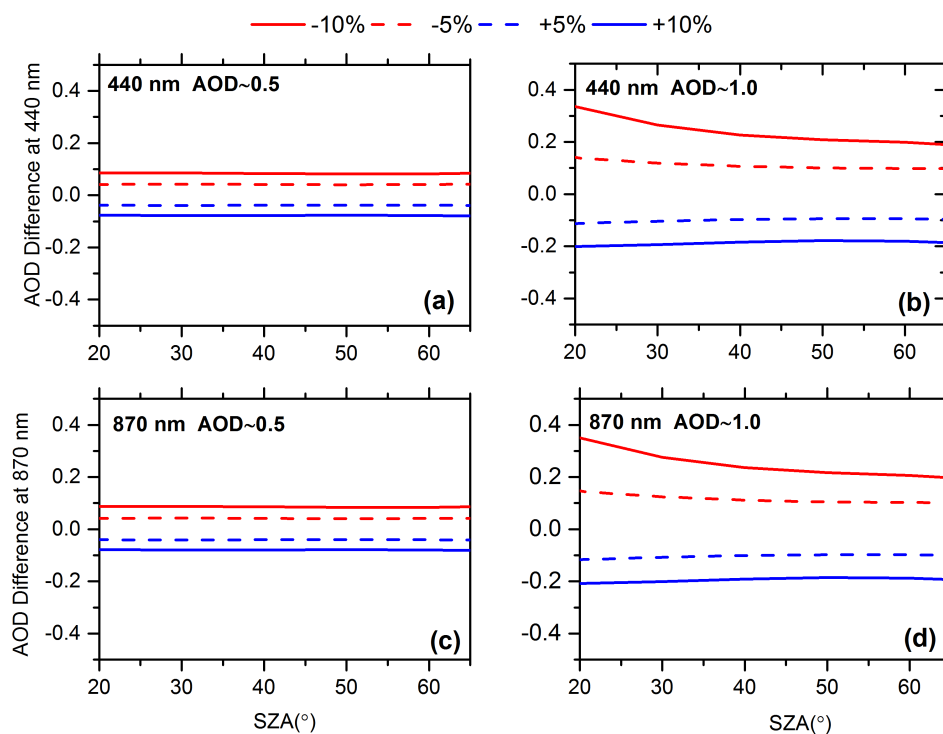 -10% -5% +5% +10%
440 nm AOD~0.5
AOD Difference at 440 nm
0.4
0.2
0.0
-0.2
-0.4
(a)
20 30 40 50 60
440 nm AOD~1.0
0.4
0.2
0.0
-0.2
-0.4
(b)
20 30 40 50 60
870 nm AOD~0.5
AOD Difference at 870 nm
0.4
0.2
0.0
-0.2
-0.4
(c)
20 30 40 50 60
SZA(°)
870 nm AOD~1.0
0.4
0.2
0.0
-0.2
-0.4
(d)
20 30 40 50 60
SZA(°)